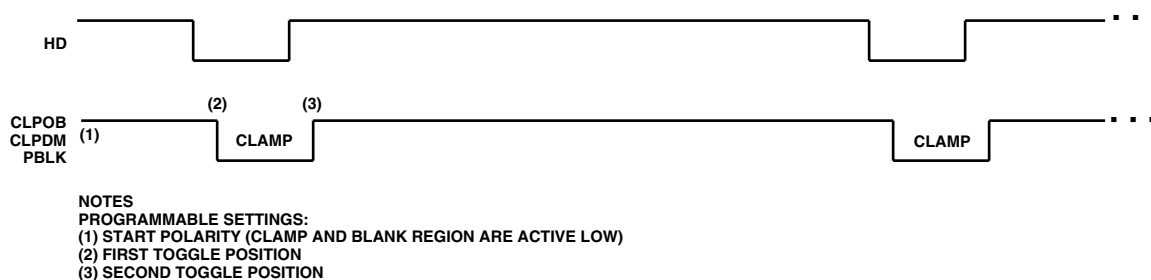 HD
(2) (3)
CLPOB
CLPDM (1) CLAMP CLAMP
PBLK
NOTES
PROGRAMMABLE SETTINGS:
(1) START POLARITY (CLAMP AND BLANK REGION ARE ACTIVE LOW)
(2) FIRST TOGGLE POSITION
(3) SECOND TOGGLE POSITION